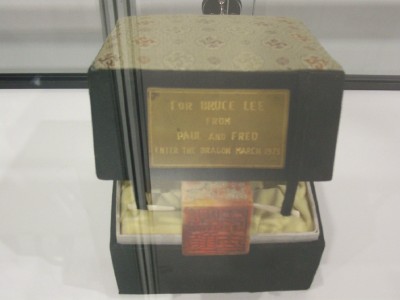 FOR BRUCE LEE
FROM
PAUL AND FRED
ENTER THE DRAGON MARCH 1973